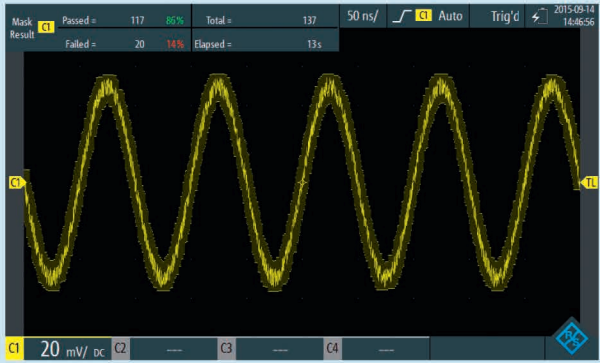 Mask Result C1 Passed = 117 86% Total = 137 50 ns/ C1 Auto Trig'd 2015-09-14
14:46:56
Failed = 20 14% Elapsed = 13 s
C1 TL
C1 20 mV/ DC C2 --- C3 --- C4 ---
R&S